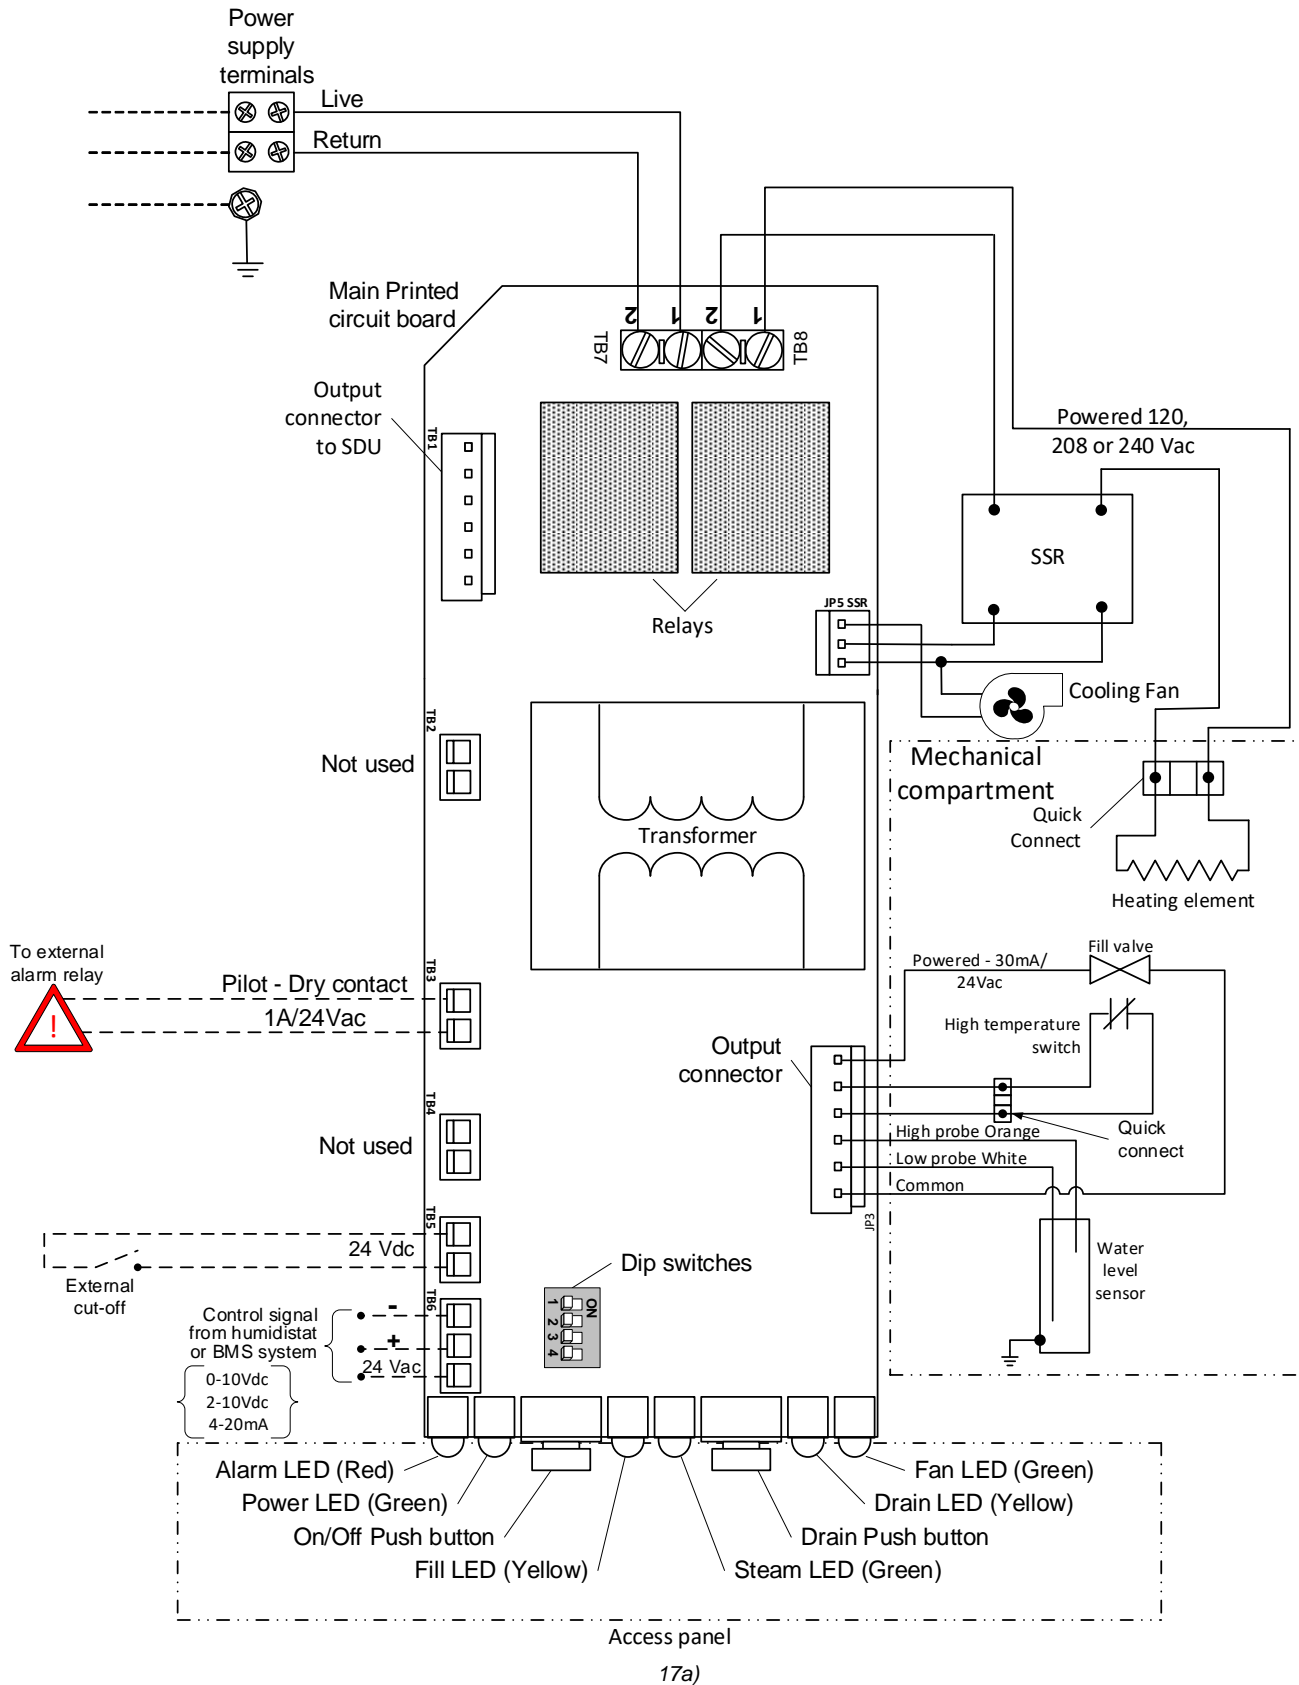 Power
supply
terminals
Live
Return
Main Printed
circuit board
2 1 2 1
TB7
TB8
Output
connector
to SDU
TB1
Powered 120,
208 or 240 Vac
SSR
Relays
JP5 SSR
Cooling Fan
TB2
Not used
Mechanical
compartment
Quick
Connect
Transformer
Heating element
To external
alarm relay
!
Pilot - Dry contact
1A/24Vac
TB3
Fill valve
Powered - 30mA/
24Vac
High temperature
switch
Output
connector
TB4
Not used
Quick
connect
High probe Orange
Low probe White
Common
JP3
TB5
24 Vdc
External
cut-off
Water
level
sensor
Dip switches
ON
1
2
3
4
TB6
Control signal
from humidistat
or BMS system
-
+
24 Vac
0-10Vdc
2-10Vdc
4-20mA
Alarm LED (Red)
Fan LED (Green)
Power LED (Green)
Drain LED (Yellow)
On/Off Push button
Drain Push button
Fill LED (Yellow)
Steam LED (Green)
Access panel
17a)